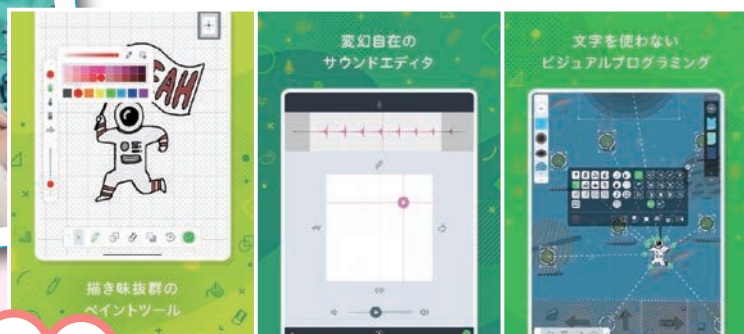 YEAH
描き味抜群の
ペイントツール
変幻自在の
サウンドエディタ
文字を使わない
ビジュアルプログラミング